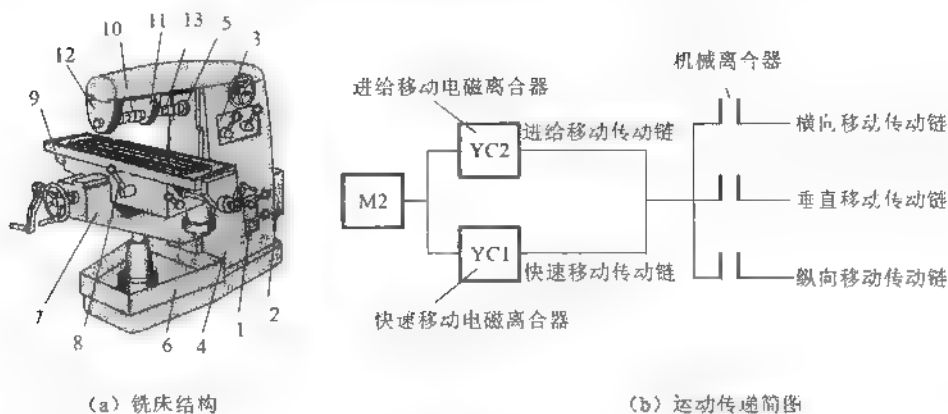 10 11 13 5 3
12
9
7
8 6 4 1 2
(a) 铣床结构
机械离合器
进给移动电磁离合器
YC2
进给移动传动链
横向移动传动链
M2
垂直移动传动链
YC1
快速移动传动链
纵向移动传动链
快速移动电磁离合器
(b) 运动传递简图